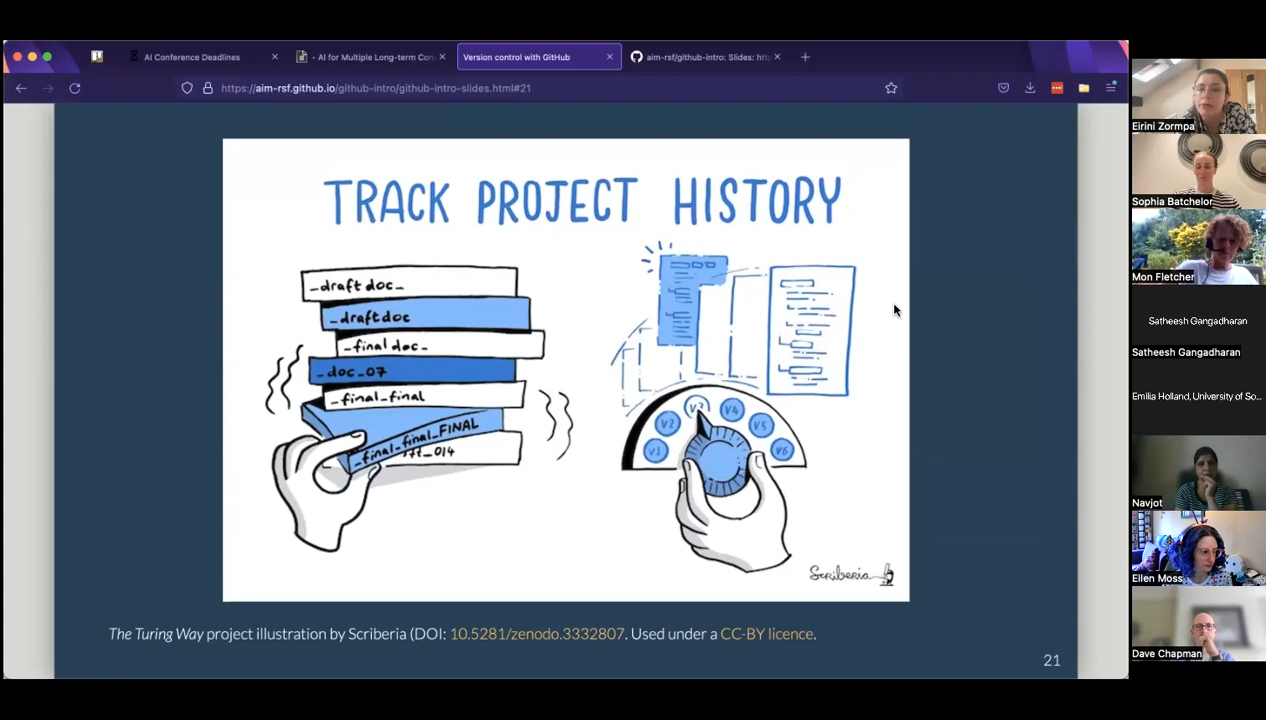 AI Conference Deadlines
AI for Multiple Long-term Con
Version control with GitHub
aim-rsf/github-intro: Slides: http
https://aim-rsf.github.io/github-intro/github-intro-slides.html#21
TRACK PROJECT HISTORY
_draft doc_
_draft doc
_final doc_
_doc_07
_final_final
_final_final_FINAL
ft_014
V1
V2
V3
V4
V5
V6
Scriberia
The Turing Way project illustration by Scriberia (DOI: 10.5281/zenodo.3332807. Used under a CC-BY licence.
21
Eirini Zormpa
Sophia Batchelor
Mon Fletcher
Satheesh Gangadharan
Satheesh Gangadharan
Emilia Holland, University of So...
Navjot
Ellen Moss
Dave Chapman